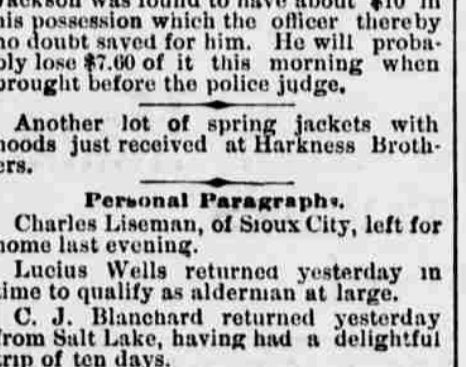 Jackson was found to have about $10 in
his possession which the officer thereby
no doubt saved for him. He will proba-
bly lose $7.60 of it this morning when
brought before the police judge.
Another lot of spring jackets with
hoods just received at Harkness Broth-
ers.
Personal Paragraphs.
Charles Liseman, of Sioux City, left for
home last evening.
Lucius Wells returned yesterday in
time to qualify as alderman at large.
C. J. Blanchard returned yesterday
from Salt Lake, having had a delightful
trip of ten days.